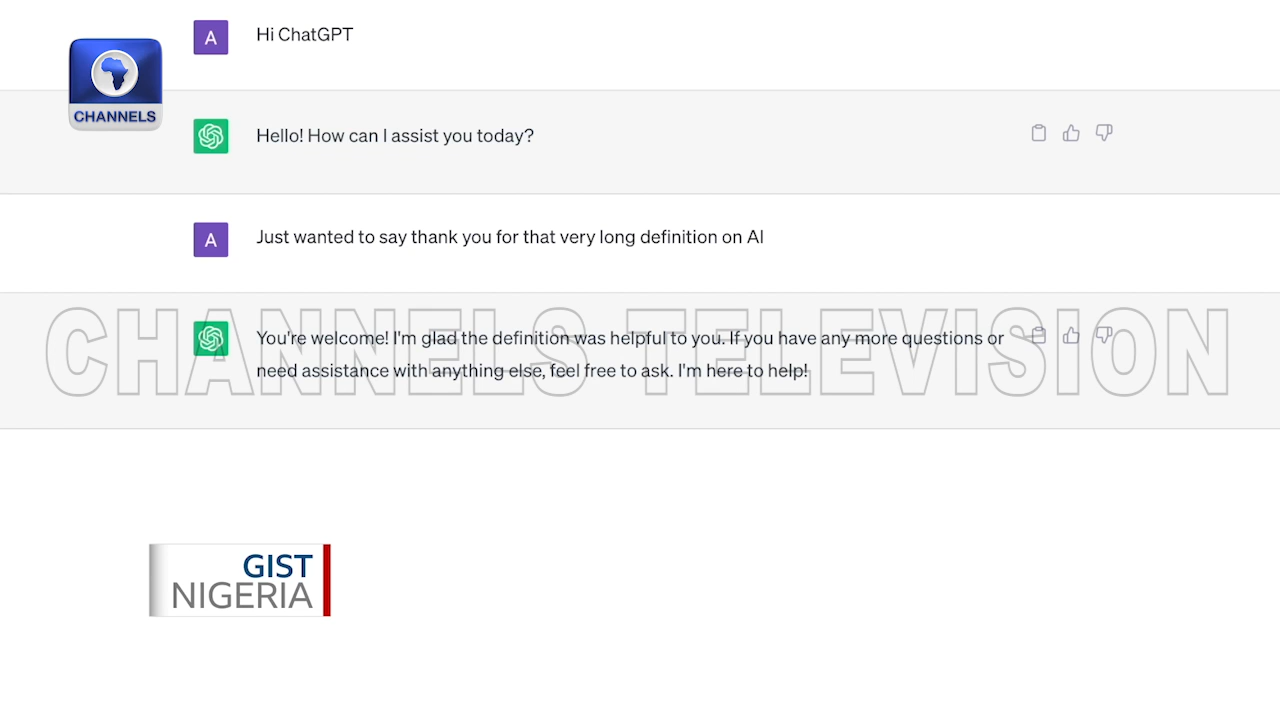 A
Hi ChatGPT
CHANNELS
Hello! How can I assist you today?
A
Just wanted to say thank you for that very long definition on AI
CHANNELS TELEVISION
You're welcome! I'm glad the definition was helpful to you. If you have any more questions or
need assistance with anything else, feel free to ask. I'm here to help!
GIST
NIGERIA